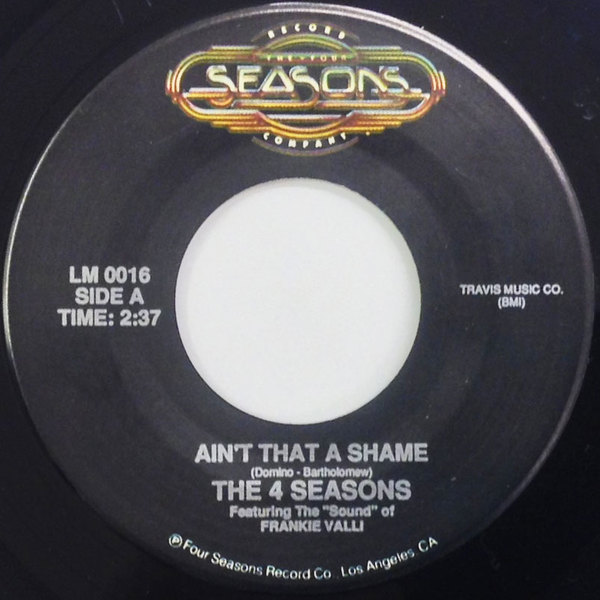 RECORD
THE FOUR
SEASONS
COMPANY
LM 0016
SIDE A
TIME: 2:37
TRAVIS MUSIC CO.
(BMI)
AIN'T THAT A SHAME
(Domino - Bartholomew)
THE 4 SEASONS
Featuring The "Sound" of
FRANKIE VALLI
℗ Four Seasons Record Co. Los Angeles, CA